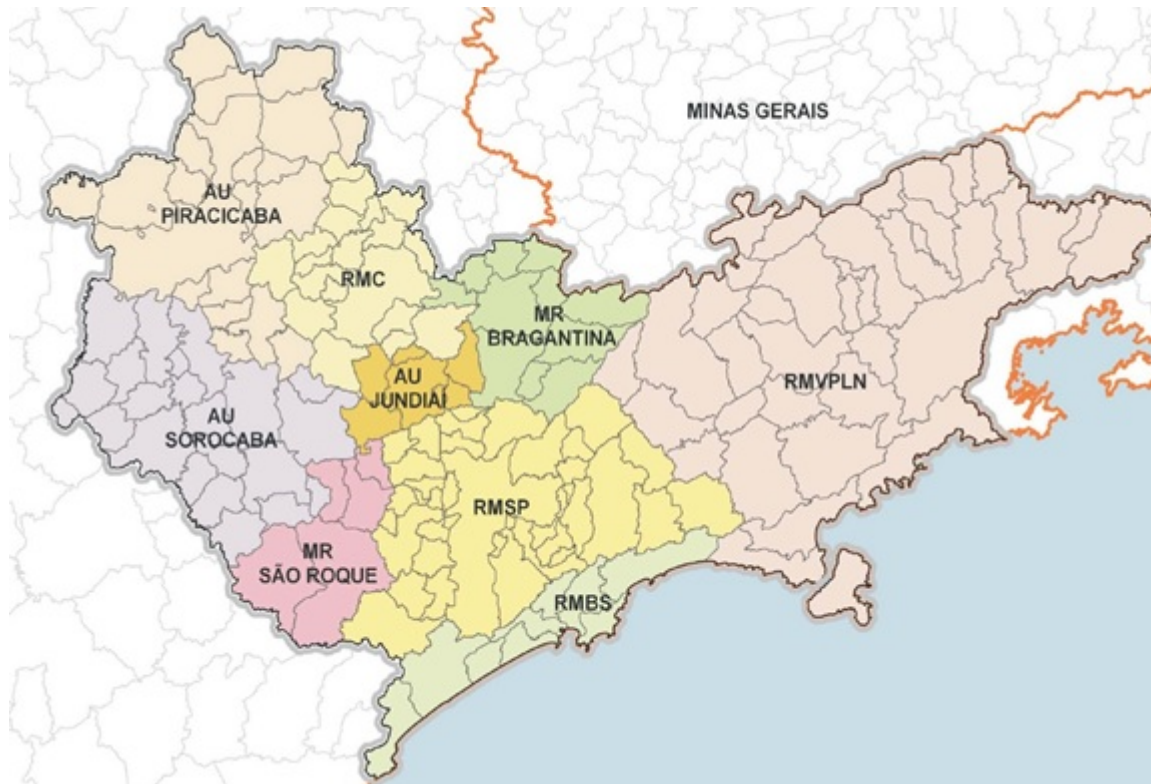 MINAS GERAIS
AU
PIRACICABA
RMC
MR
BRAGANTINA
AU
JUNDIAÍ
RMVPLN
AU
SOROCABA
RMSP
MR
SÃO ROQUE
RMBS